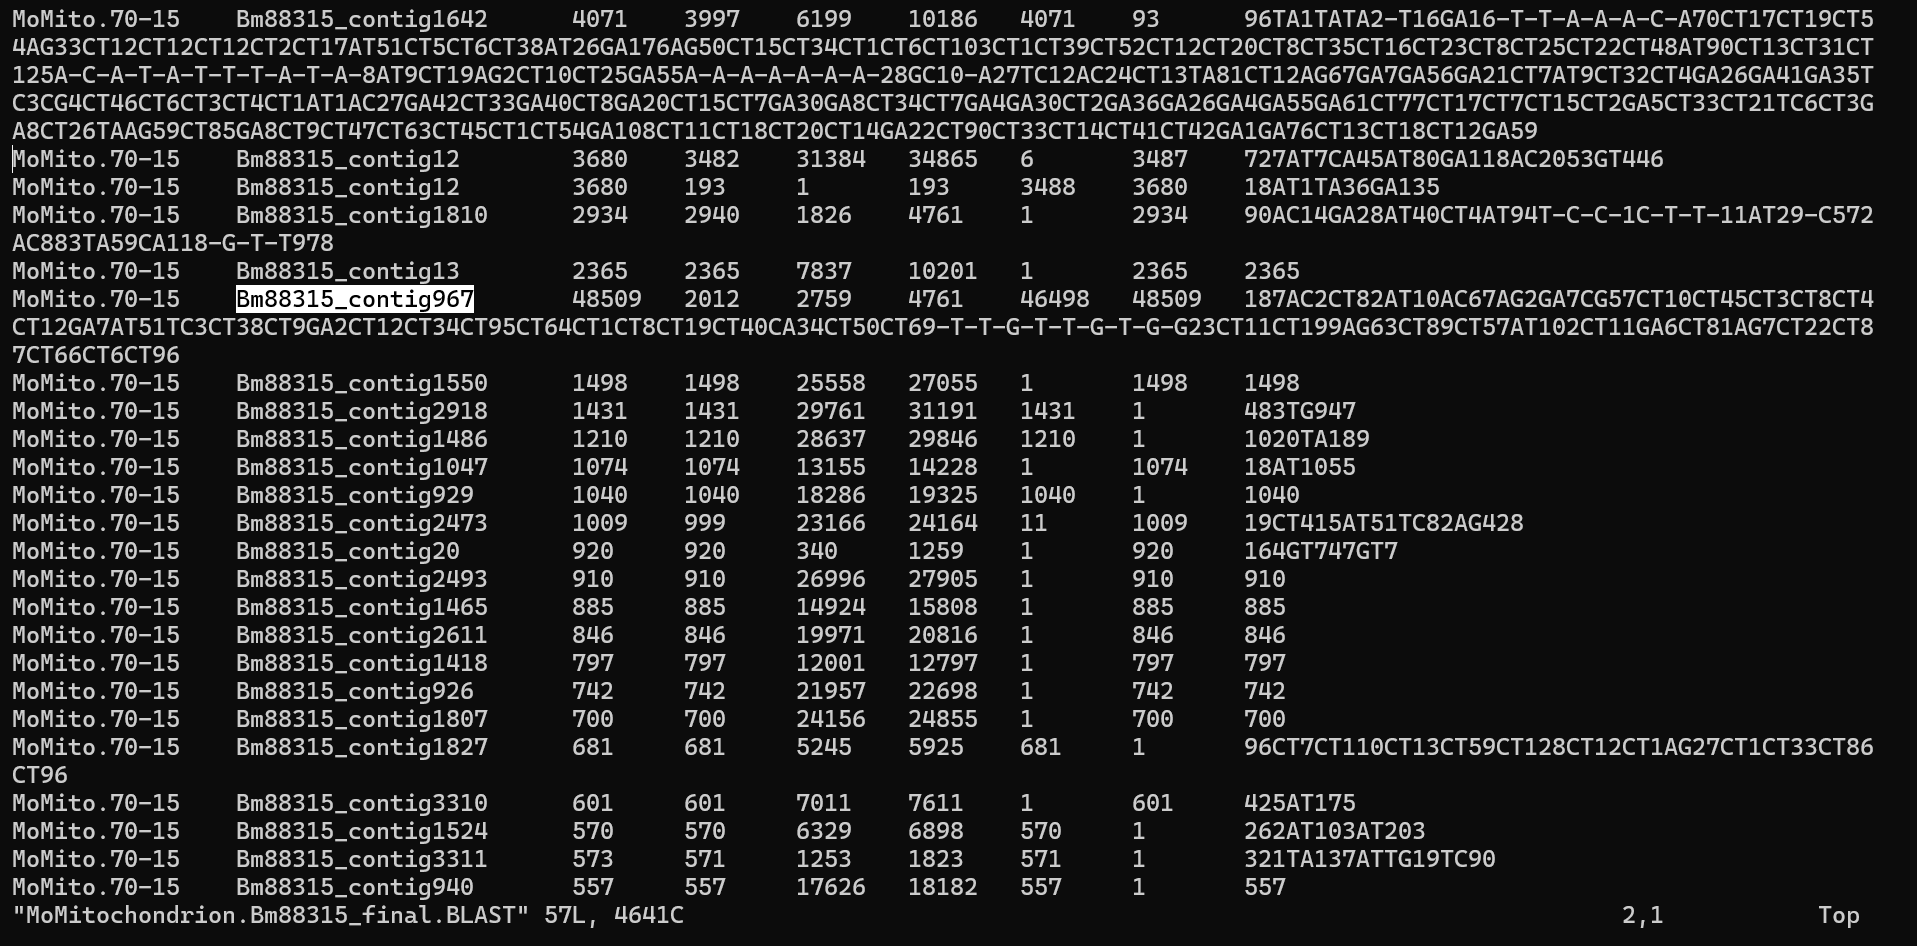 MoMito.70-15    Bm88315_contig1642      4071    3997    6199    10186   4071    93      96TA1TATA2-T16GA16-T-T-A-A-A-C-A70CT17CT19CT5
4AG33CT12CT12CT12CT2CT17AT51CT5CT6CT38AT26GA176AG50CT15CT34CT1CT6CT103CT1CT39CT52CT12CT20CT8CT35CT16CT23CT8CT25CT22CT48AT90CT13CT31CT
125A-C-A-T-A-T-T-T-A-T-A-8AT9CT19AG2CT10CT25GA55A-A-A-A-A-A-A-28GC10-A27TC12AC24CT13TA81CT12AG67GA7GA56GA21CT7AT9CT32CT4GA26GA41GA35T
C3CG4CT46CT6CT3CT4CT1AT1AC27GA42CT33GA40CT8GA20CT15CT7GA30GA8CT34CT7GA4GA30CT2GA36GA26GA4GA55GA61CT77CT17CT7CT15CT2GA5CT33CT21TC6CT3G
A8CT26TAAG59CT85GA8CT9CT47CT63CT45CT1CT54GA108CT11CT18CT20CT14GA22CT90CT33CT14CT41CT42GA1GA76CT13CT18CT12GA59
MoMito.70-15    Bm88315_contig12        3680    3482    31384   34865   6       3487    727AT7CA45AT80GA118AC2053GT446
MoMito.70-15    Bm88315_contig12        3680    193     1       193     3488    3680    18AT1TA36GA135
MoMito.70-15    Bm88315_contig1810      2934    2940    1826    4761    1       2934    90AC14GA28AT40CT4AT94T-C-C-1C-T-T-11AT29-C572
AC883TA59CA118-G-T-T978
MoMito.70-15    Bm88315_contig13        2365    2365    7837    10201   1       2365    2365
MoMito.70-15    Bm88315_contig967       48509   2012    2759    4761    46498   48509   187AC2CT82AT10AC67AG2GA7CG57CT10CT45CT3CT8CT4
CT12GA7AT51TC3CT38CT9GA2CT12CT34CT95CT64CT1CT8CT19CT40CA34CT50CT69-T-T-G-T-T-G-T-G-G23CT11CT199AG63CT89CT57AT102CT11GA6CT81AG7CT22CT8
7CT66CT6CT96
MoMito.70-15    Bm88315_contig1550      1498    1498    25558   27055   1       1498    1498
MoMito.70-15    Bm88315_contig2918      1431    1431    29761   31191   1431    1       483TG947
MoMito.70-15    Bm88315_contig1486      1210    1210    28637   29846   1210    1       1020TA189
MoMito.70-15    Bm88315_contig1047      1074    1074    13155   14228   1       1074    18AT1055
MoMito.70-15    Bm88315_contig929       1040    1040    18286   19325   1040    1       1040
MoMito.70-15    Bm88315_contig2473      1009    999     23166   24164   11      1009    19CT415AT51TC82AG428
MoMito.70-15    Bm88315_contig20        920     920     340     1259    1       920     164GT747GT7
MoMito.70-15    Bm88315_contig2493      910     910     26996   27905   1       910     910
MoMito.70-15    Bm88315_contig1465      885     885     14924   15808   1       885     885
MoMito.70-15    Bm88315_contig2611      846     846     19971   20816   1       846     846
MoMito.70-15    Bm88315_contig1418      797     797     12001   12797   1       797     797
MoMito.70-15    Bm88315_contig926       742     742     21957   22698   1       742     742
MoMito.70-15    Bm88315_contig1807      700     700     24156   24855   1       700     700
MoMito.70-15    Bm88315_contig1827      681     681     5245    5925    681     1       96CT7CT110CT13CT59CT128CT12CT1AG27CT1CT33CT86
CT96
MoMito.70-15    Bm88315_contig3310      601     601     7011    7611    1       601     425AT175
MoMito.70-15    Bm88315_contig1524      570     570     6329    6898    570     1       262AT103AT203
MoMito.70-15    Bm88315_contig3311      573     571     1253    1823    571     1       321TA137ATTG19TC90
MoMito.70-15    Bm88315_contig940       557     557     17626   18182   557     1       557
"MoMitochondrion.Bm88315_final.BLAST" 57L, 4641C    2,1    Top